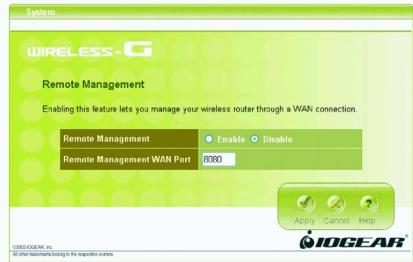 System
WIRELESS-G
Remote Management
Enabling this feature lets you manage your wireless router through a WAN connection.
Remote Management Enable Disable
Remote Management WAN Port 8080
Apply Cancel Help
IOGEAR®
©2003 IOGEAR, Inc.
All other trademarks belong to the respective owners